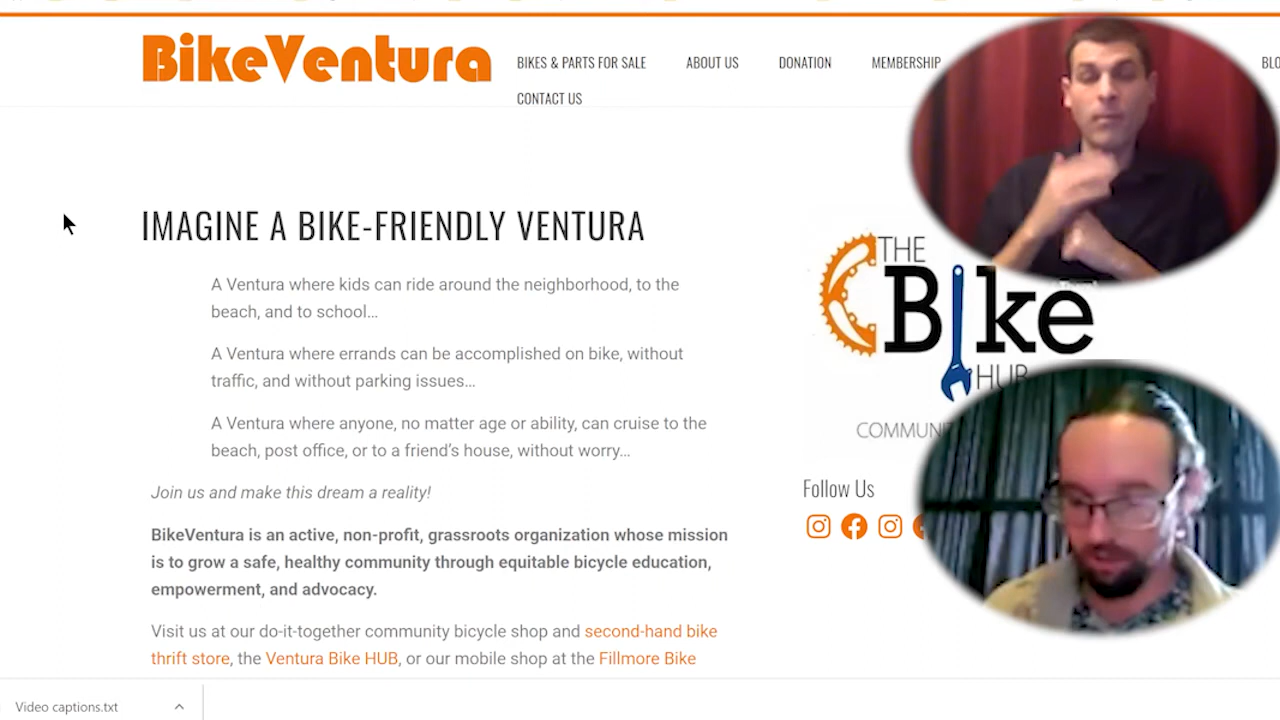 BikeVentura
BIKES & PARTS FOR SALE
ABOUT US
DONATION
MEMBERSHIP
CONTACT US
IMAGINE A BIKE-FRIENDLY VENTURA
A Ventura where kids can ride around the neighborhood, to the
beach, and to school…
A Ventura where errands can be accomplished on bike, without
traffic, and without parking issues…
A Ventura where anyone, no matter age or ability, can cruise to the
beach, post office, or to a friend’s house, without worry…
Join us and make this dream a reality!
BikeVentura is an active, non-profit, grassroots organization whose mission
is to grow a safe, healthy community through equitable bicycle education,
empowerment, and advocacy.
Visit us at our do-it-together community bicycle shop and second-hand bike
thrift store, the Ventura Bike HUB, or our mobile shop at the Fillmore Bike
THE
Bike
HUB
Follow Us
Video captions.txt